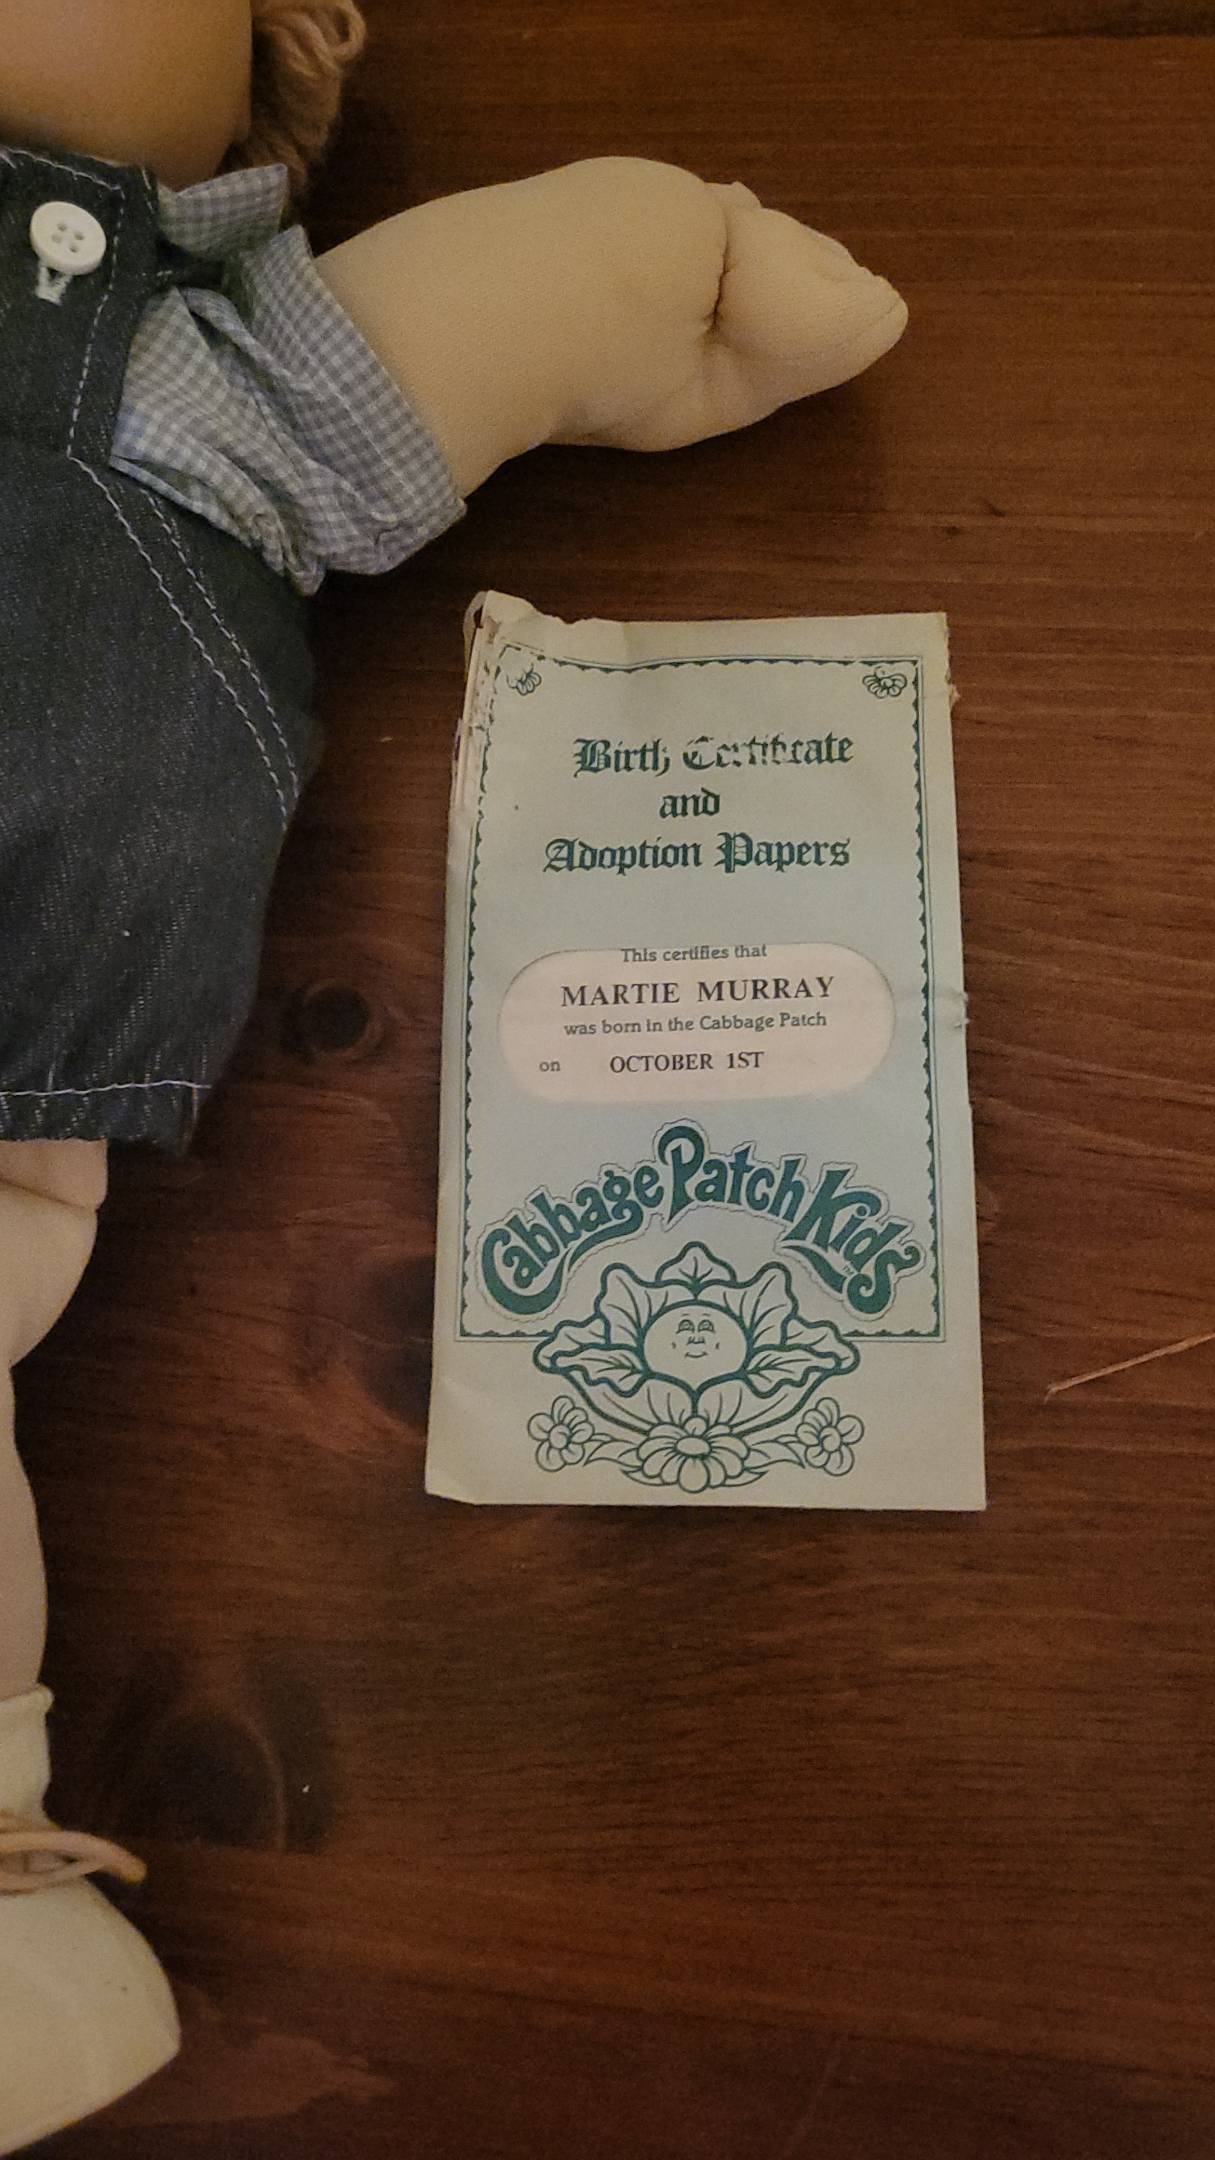 Birth Certificate
and
Adoption Papers
This certifies that
MARTIE MURRAY
was born in the Cabbage Patch
on OCTOBER 1ST
Cabbage Patch Kids™